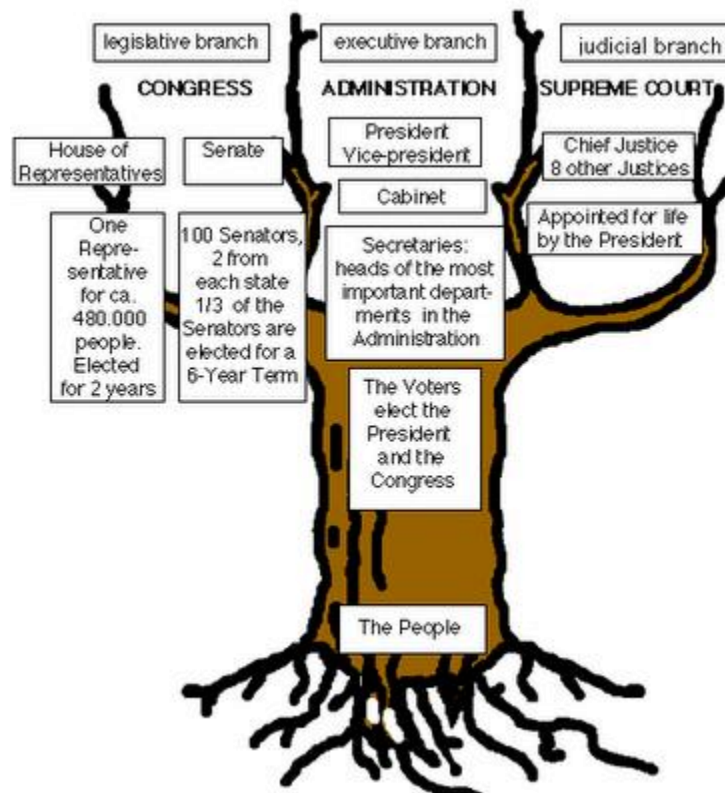 legislative branch
executive branch
judicial branch
CONGRESS
ADMINISTRATION
SUPREME COURT
House of
Representatives
Senate
President
Vice-president
Chief Justice
8 other Justices
Cabinet
One
Repre-
sentative
for ca.
480.000
people.
Elected
for 2 years
100 Senators,
2 from
each state
1/3 of the
Senators are
elected for a
6-Year Term
Secretaries:
heads of the most
important depart-
ments in the
Administration
Appointed for life
by the President
The Voters
elect the
President
and the
Congress
The People